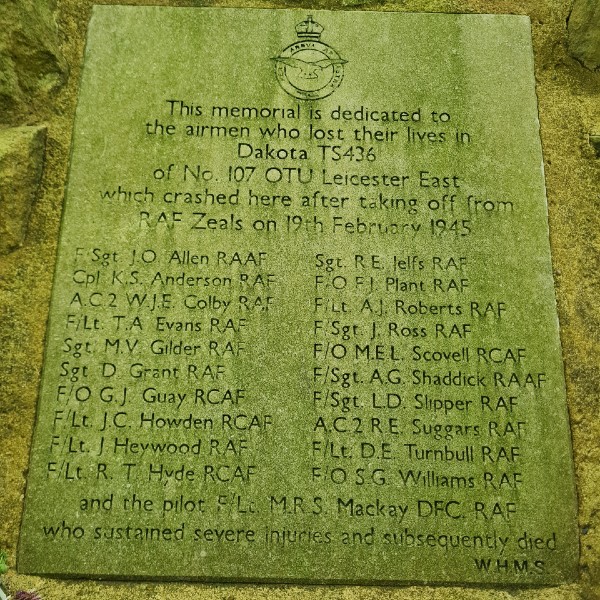 This memorial is dedicated to
the airmen who lost their lives in
Dakota TS436
of No. 107 OTU Leicester East
which crashed here after taking off from
RAF Zeals on 19th February 1945
F Sgt. J.O. Allen RAAF
Cpl. K.S. Anderson RAF
A.C.2 W.J.E. Colby RAF
F/Lt. T.A Evans RAF
Sgt. M.V. Gilder RAF
Sgt. D. Grant RAF
F/O G.J. Guay RCAF
F/Lt. J.C. Howden RCAF
F/Lt. J Heywood RAF
F/Lt. R. T. Hyde RCAF
Sgt. R.E. Jelfs RAF
F/O F.J. Plant RAF
F/Lt. A.J. Roberts RAF
F/Sgt. J. Ross RAF
F/O M.E.L. Scovell RCAF
F/Sgt. A.G. Shaddick RAAF
F/Sgt. L.D. Slipper RAF
A.C.2 R.E. Suggars RAF
F/Lt. D.E. Turnbull RAF
F/O S.G. Williams RAF
and the pilot F/Lt. M.R.S. Mackay DFC. RAF
who sustained severe injuries and subsequently died
W.H.M.S.